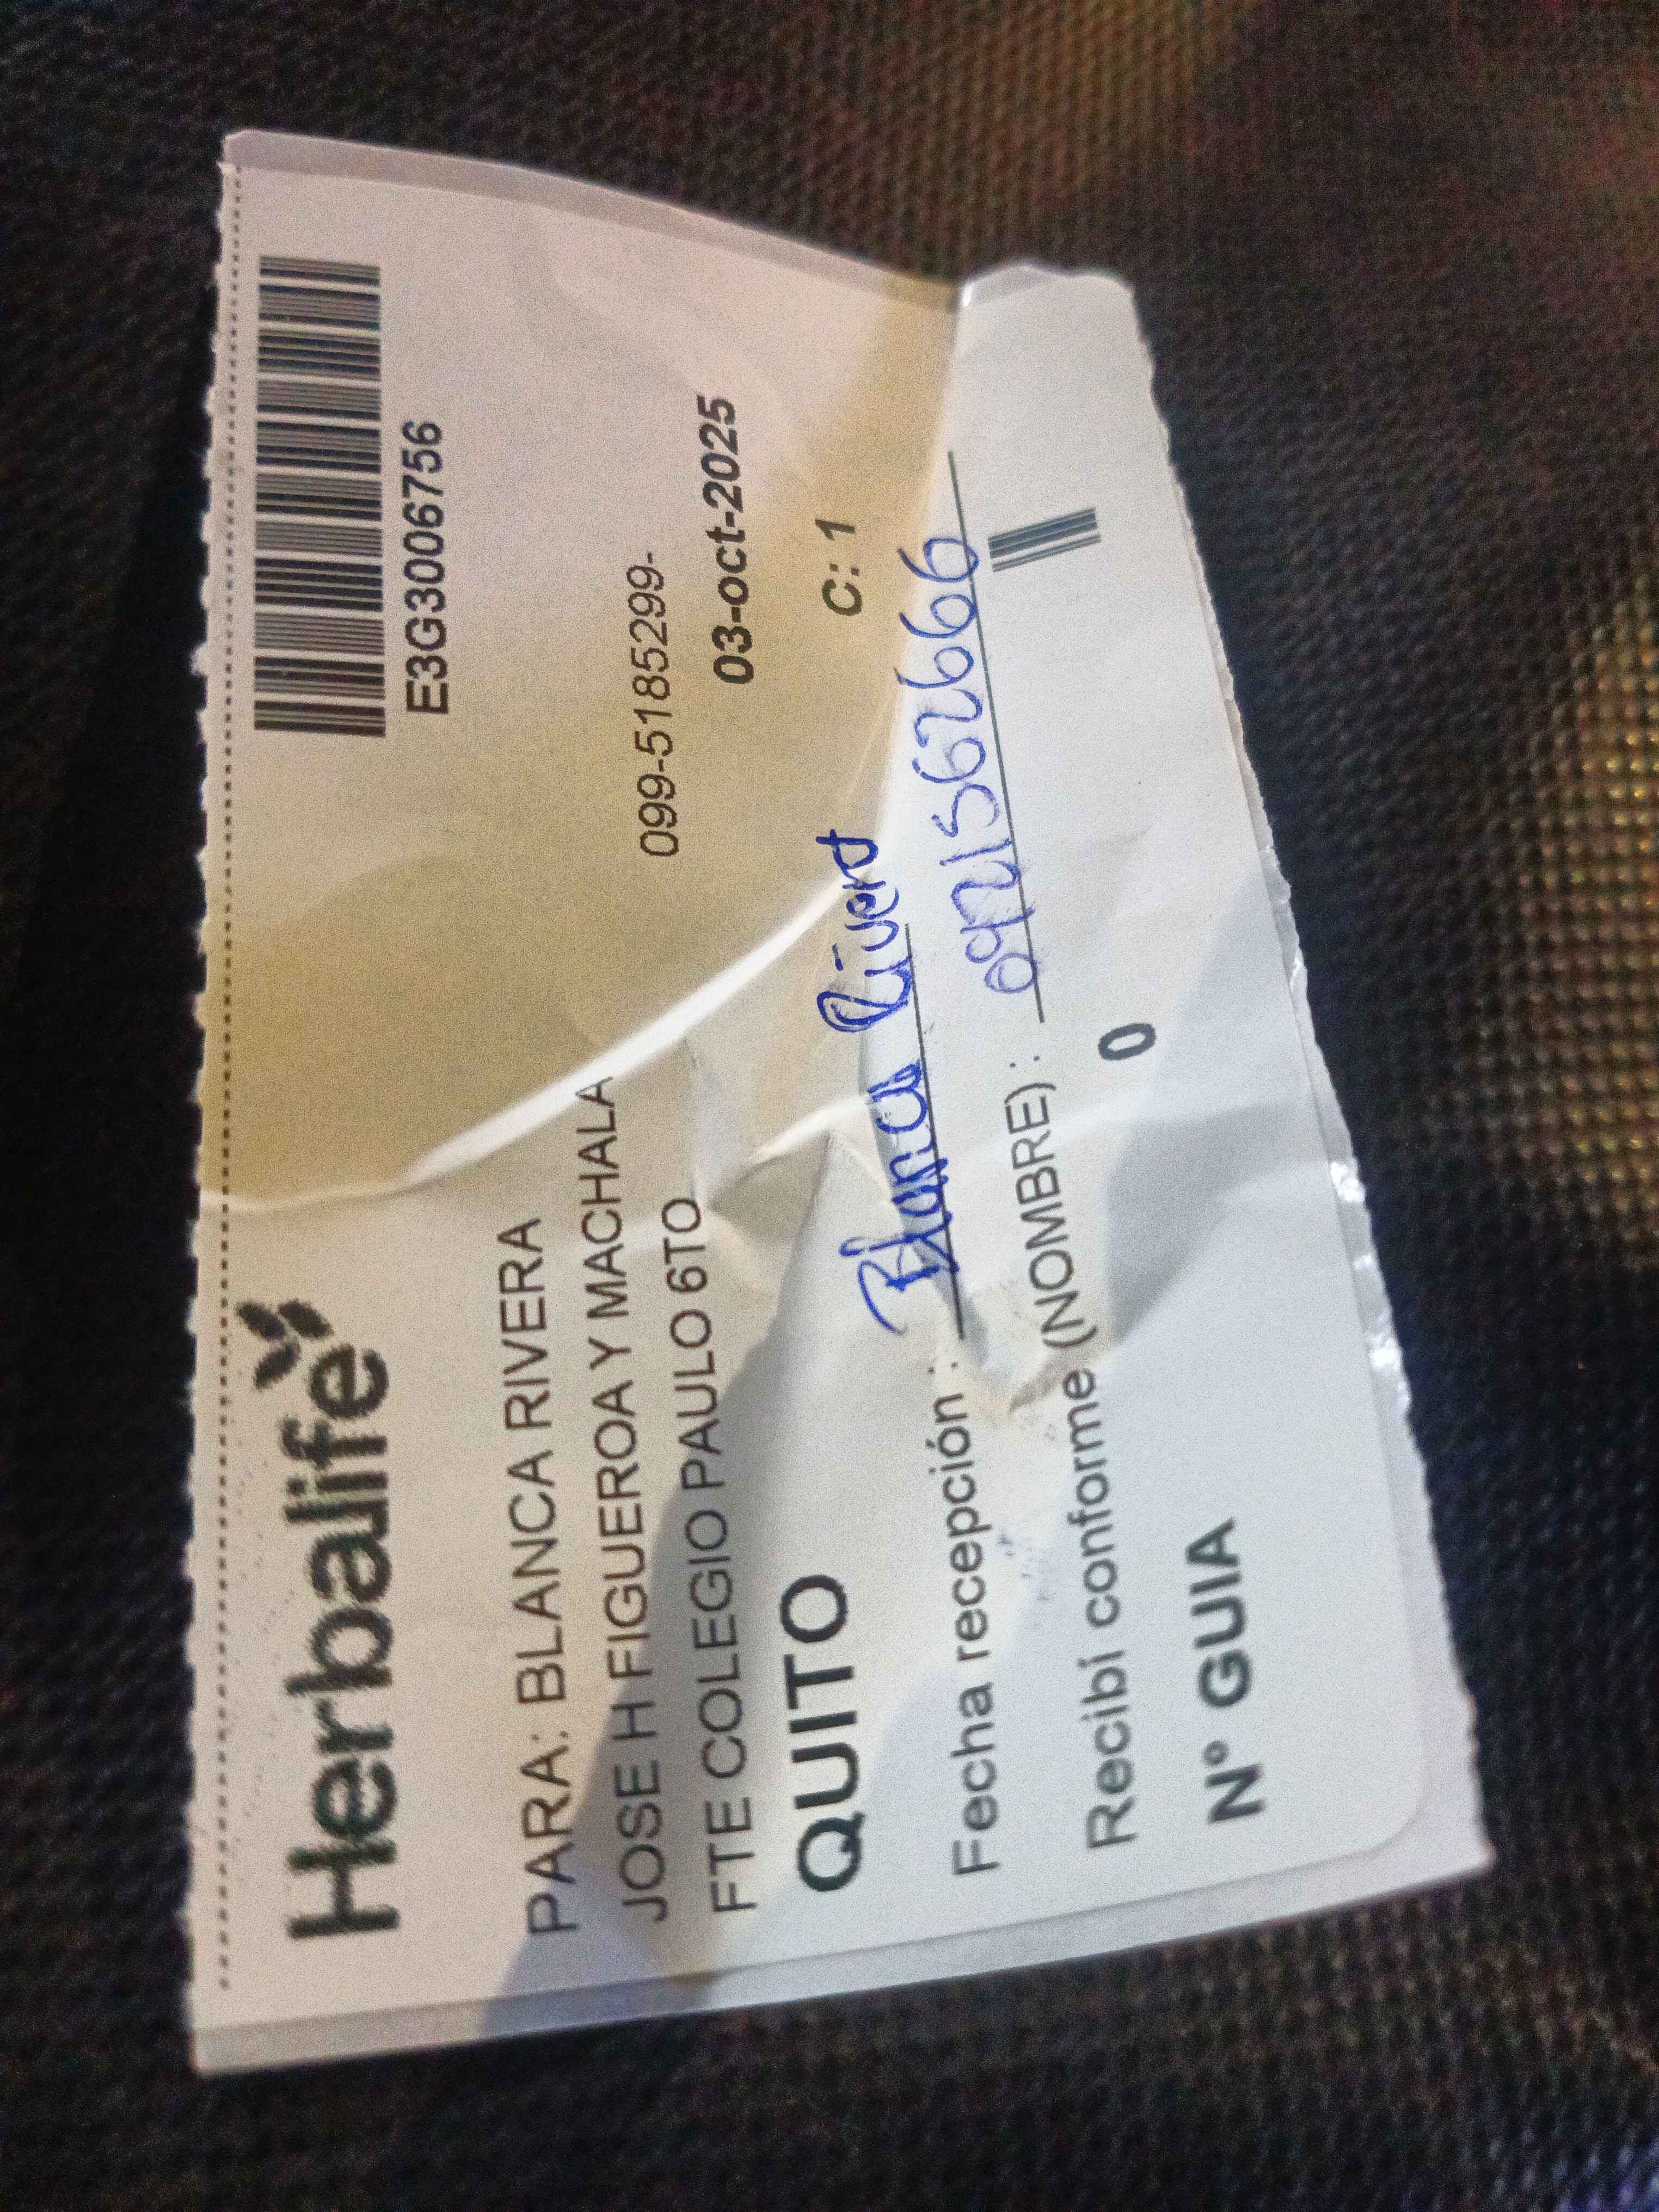 Herbalife
E3G3006756
PARA: BLANCA RIVERA
JOSE H FIGUEROA Y MACHALA 099-5185299-
FTE COLEGIO PAULO 6TO 03-oct-2025
QUITO C: 1
Fecha recepción : Blanca Rivera
Recibí conforme (NOMBRE) : 0921562666
N° GUIA 0